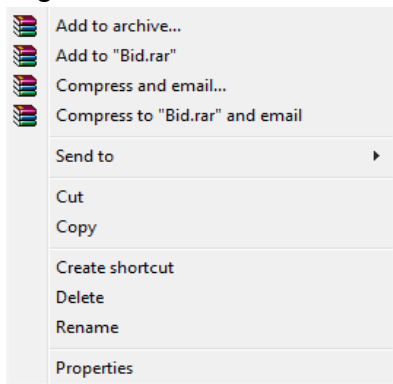 Add to archive...
Add to "Bid.rar"
Compress and email...
Compress to "Bid.rar" and email
Send to
Cut
Copy
Create shortcut
Delete
Rename
Properties